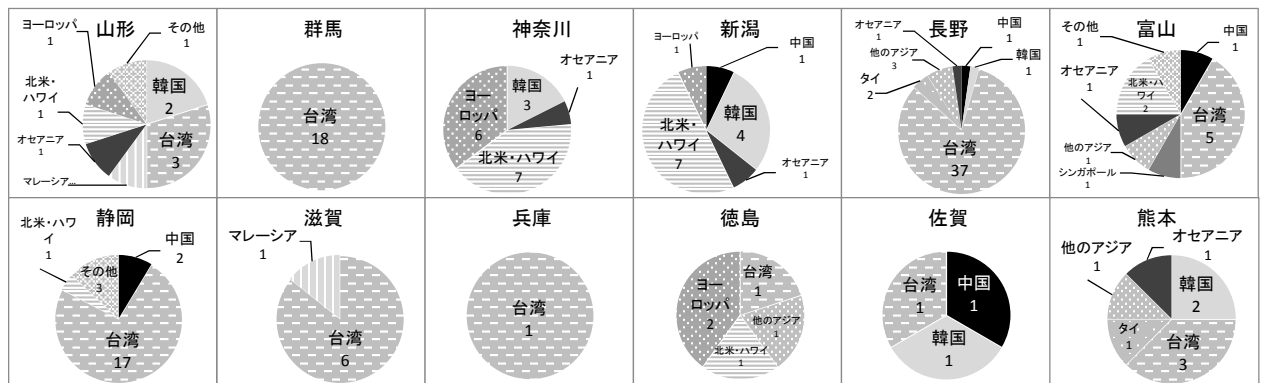 山形
ヨーロッパ
1
その他
1
北米・
ハワイ
1
韓国
2
オセアニア
1
台湾
3
マレーシア...
群馬
台湾
18
神奈川
韓国
3
オセアニア
1
ヨー
ロッパ
6
北米・ハワイ
7
新潟
ヨーロッパ
1
中国
1
韓国
4
北米・
ハワイ
7
オセアニア
1
長野
オセアニア
1
中国
1
他のアジア
3
韓国
1
タイ
2
台湾
37
富山
その他
1
中国
1
オセアニア
1
北米・ハ
ワイ
2
台湾
5
他のアジア
1
シンガポール
1
静岡
北米・ハワ
イ
1
中国
2
その他
3
台湾
17
滋賀
マレーシア
1
台湾
6
兵庫
台湾
1
徳島
ヨー
ロッパ
2
台湾
1
他のアジア
1
北米・ハワイ
1
佐賀
台湾
1
中国
1
韓国
1
熊本
他のアジア
1
オセアニア
1
韓国
2
タイ
1
台湾
3